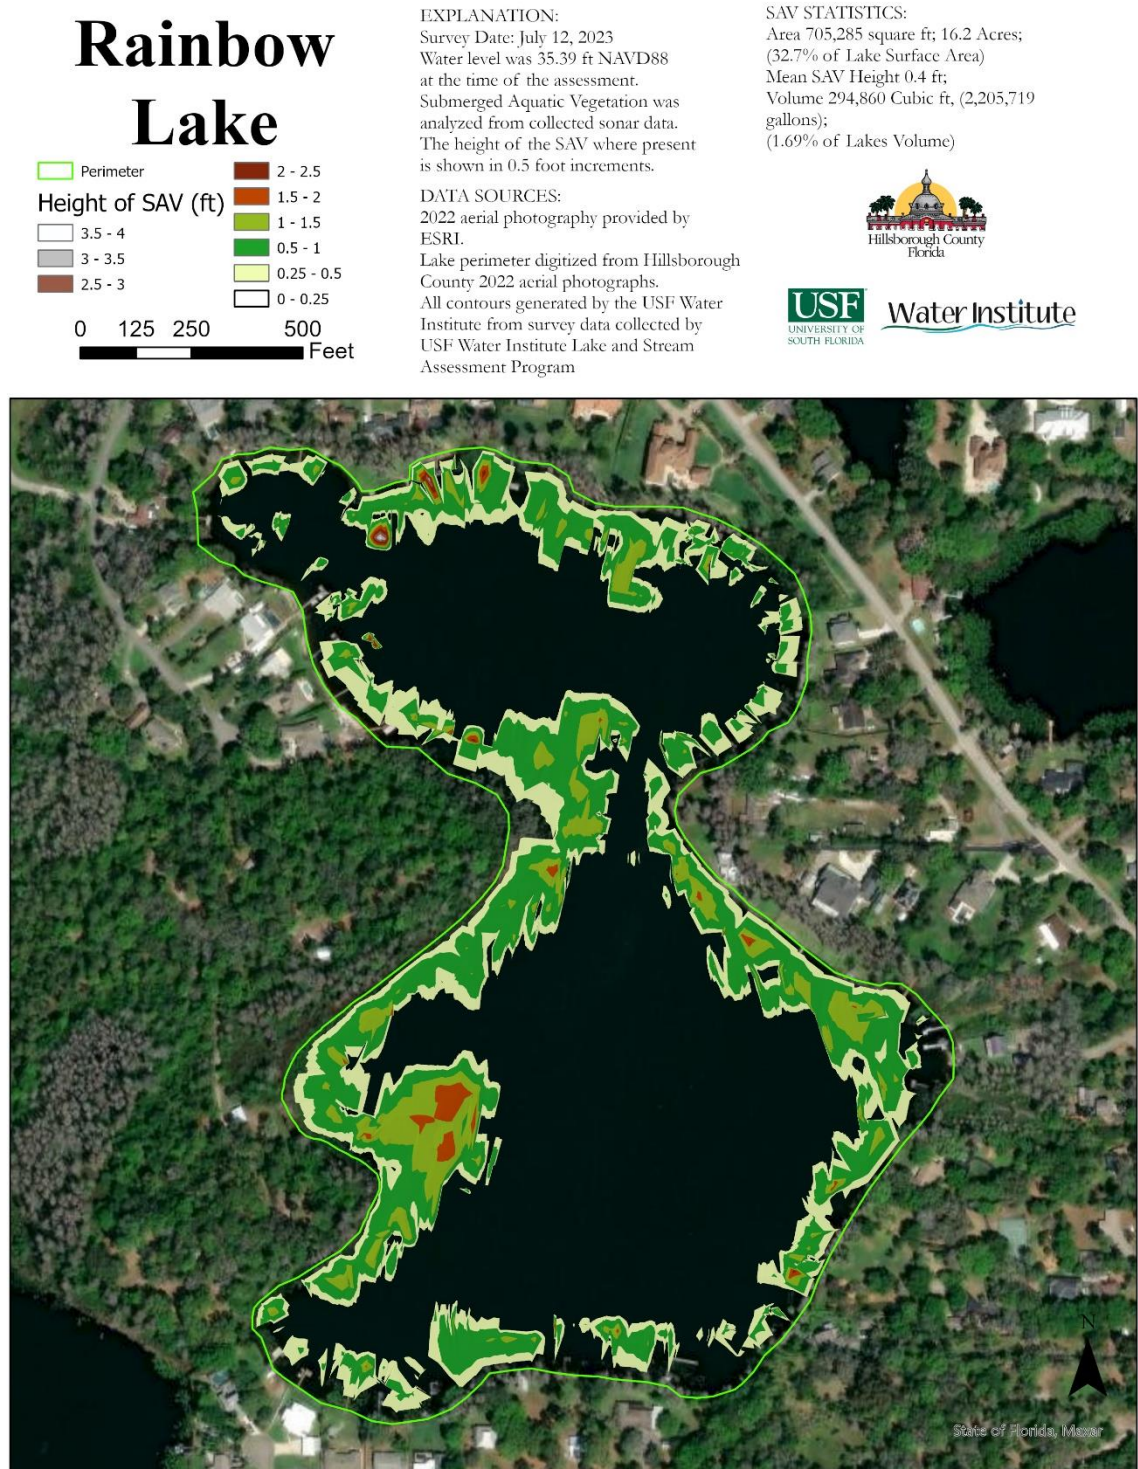 Rainbow
Lake
Perimeter
Height of SAV (ft)
3.5 - 4
3 - 3.5
2.5 - 3
2 - 2.5
1.5 - 2
1 - 1.5
0.5 - 1
0.25 - 0.5
0 - 0.25
0 125 250 500
Feet
EXPLANATION:
Survey Date: July 12, 2023
Water level was 35.39 ft NAVD88
at the time of the assessment.
Submerged Aquatic Vegetation was
analyzed from collected sonar data.
The height of the SAV where present
is shown in 0.5 foot increments.
DATA SOURCES:
2022 aerial photography provided by
ESRI.
Lake perimeter digitized from Hillsborough
County 2022 aerial photographs.
All contours generated by the USF Water
Institute from survey data collected by
USF Water Institute Lake and Stream
Assessment Program
SAV STATISTICS:
Area 705,285 square ft; 16.2 Acres;
(32.7% of Lake Surface Area)
Mean SAV Height 0.4 ft;
Volume 294,860 Cubic ft, (2,205,719
gallons);
(1.69% of Lakes Volume)
Hillsborough County
Florida
USF
UNIVERSITY OF
SOUTH FLORIDA
Water Institute
N
State of Florida, Maxar